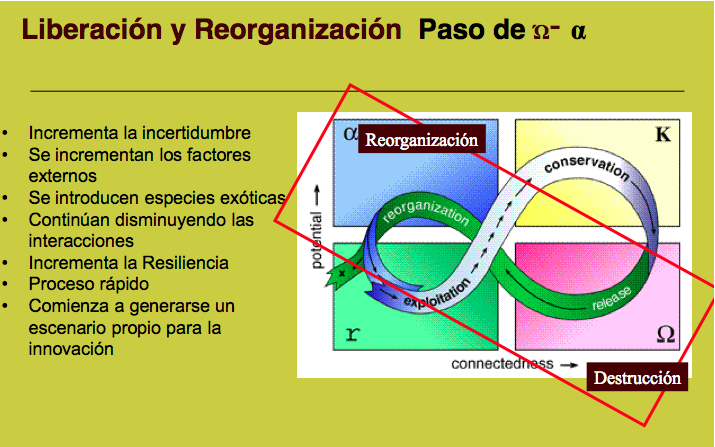 Liberación y Reorganización Paso de Ω- α
• Incrementa la incertidumbre
• Se incrementan los factores
externos
• Se introducen especies exóticas
• Continúan disminuyendo las
interacciones
• Incrementa la Resiliencia
• Proceso rápido
• Comienza a generarse un
escenario propio para la
innovación
α
Reorganización
K
conservation
reorganization
potential
exploitation
release
r
Ω
connectedness
Destrucción
x